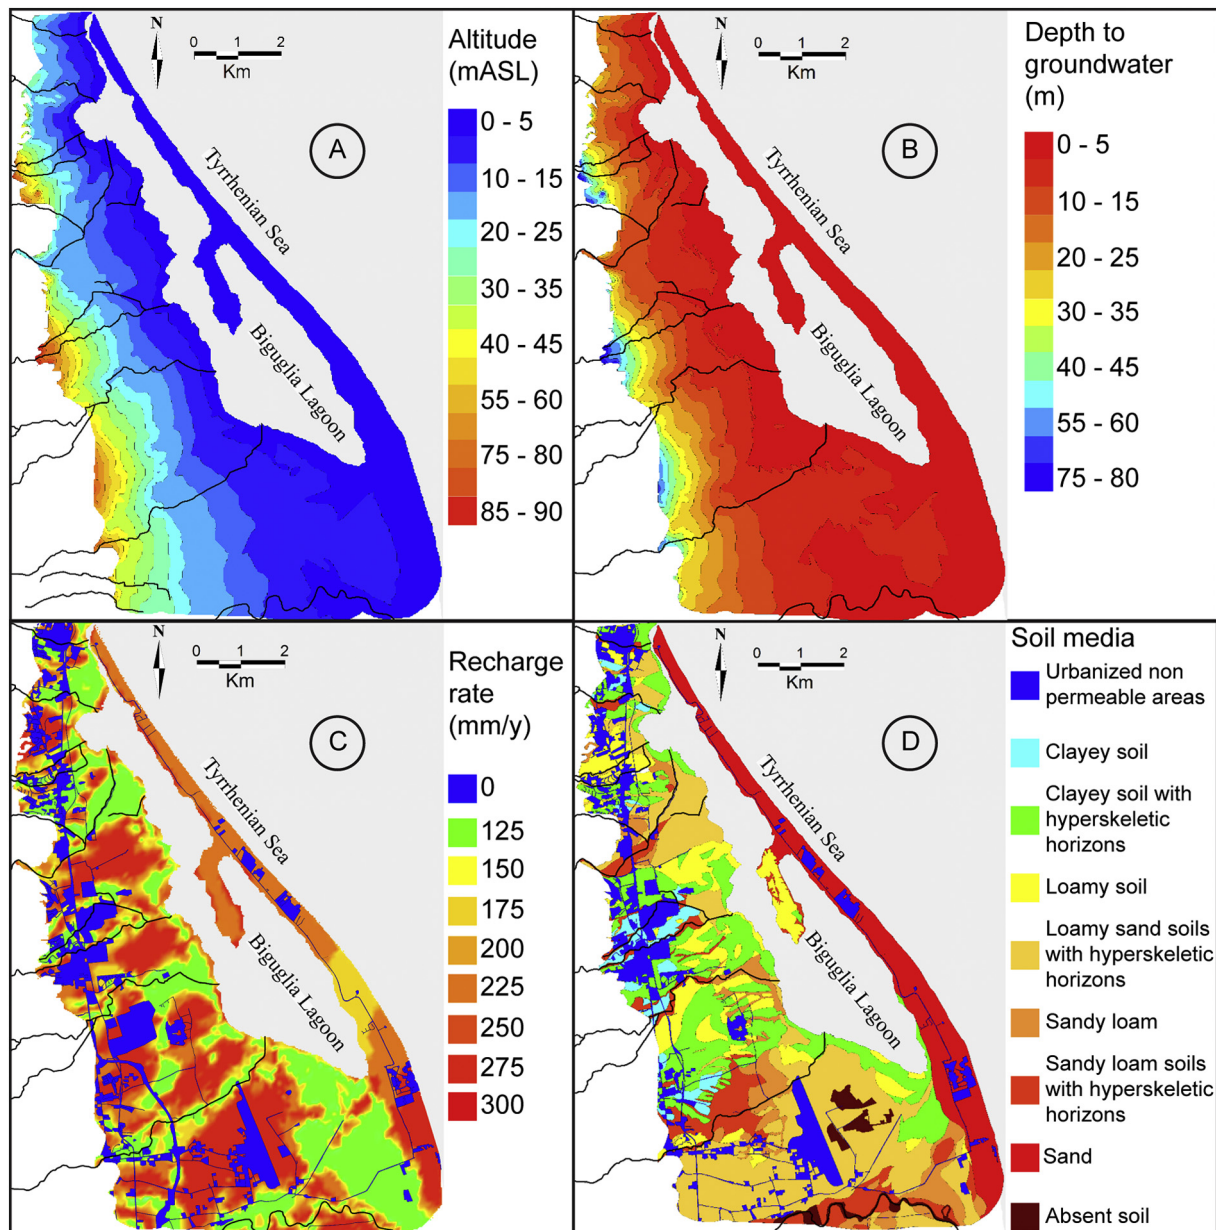 N
0 1 2
Km
A
Tyrrhenian Sea
Biguglia Lagoon
Altitude
(mASL)
0 - 5
10 - 15
20 - 25
30 - 35
40 - 45
55 - 60
75 - 80
85 - 90
N
0 1 2
Km
B
Tyrrhenian Sea
Biguglia Lagoon
Depth to
groundwater
(m)
0 - 5
10 - 15
20 - 25
30 - 35
40 - 45
55 - 60
75 - 80
N
0 1 2
Km
C
Tyrrhenian Sea
Biguglia Lagoon
Recharge
rate
(mm/y)
0
125
150
175
200
225
250
275
300
N
0 1 2
Km
D
Tyrrhenian Sea
Biguglia Lagoon
Soil media
Urbanized non
permeable areas
Clayey soil
Clayey soil with
hyperskeletic
horizons
Loamy soil
Loamy sand soils
with hyperskeletic
horizons
Sandy loam
Sandy loam soils
with hyperskeletic
horizons
Sand
Absent soil